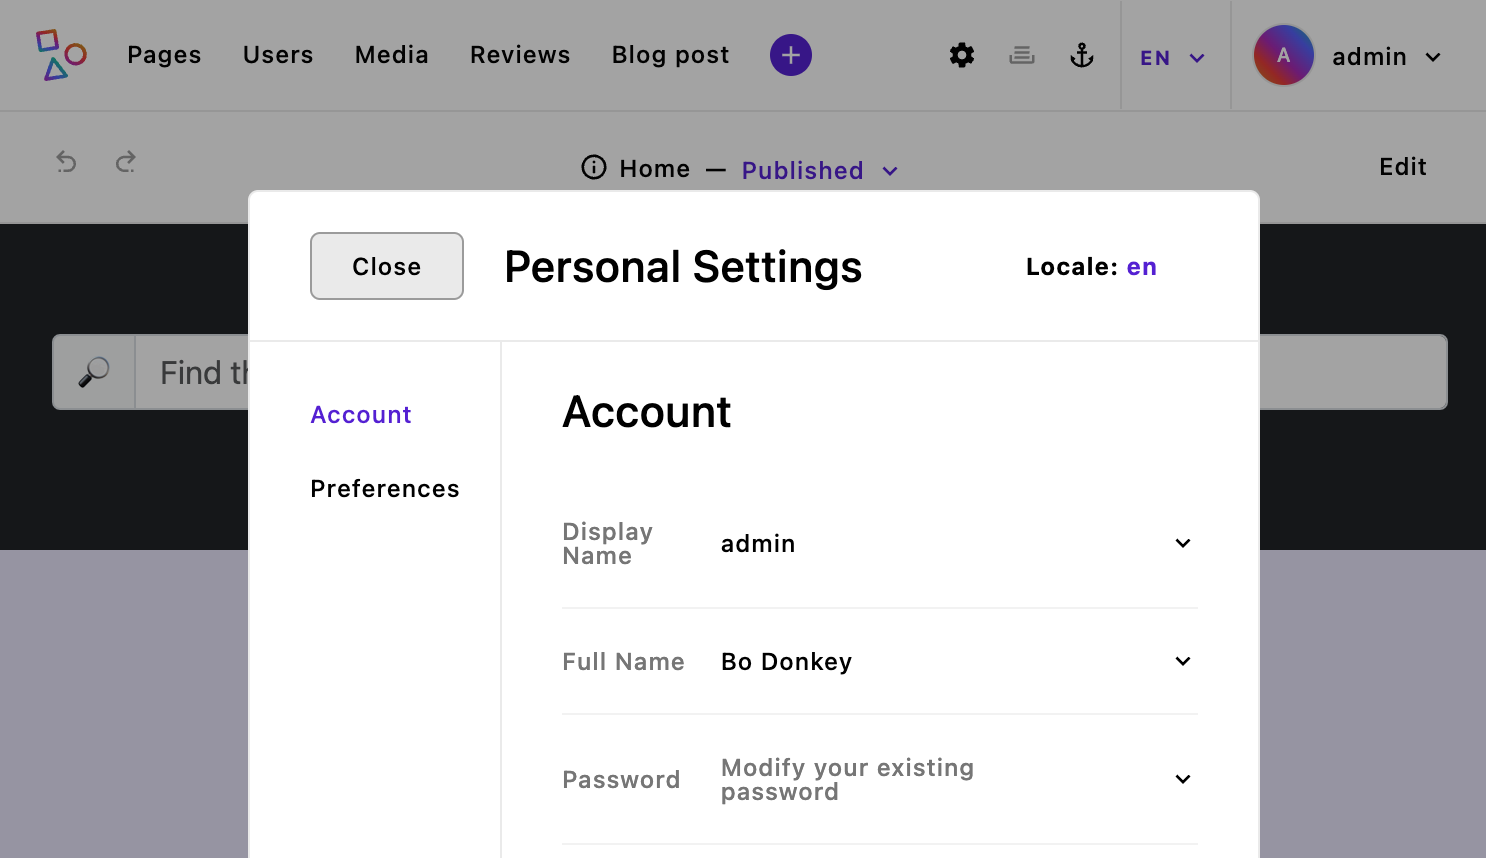 Pages Users Media Reviews Blog post EN A admin
Home — Published Edit
Close Personal Settings Locale: en
Find
Account
Preferences
Account
Display
Name
admin
Full Name Bo Donkey
Password
Modify your existing
password